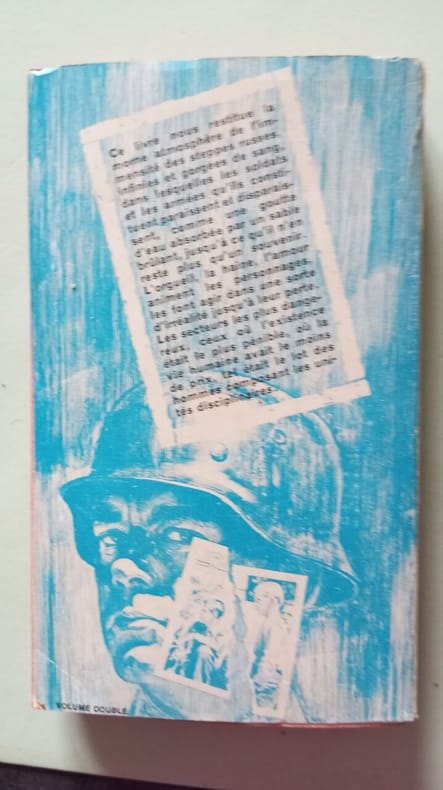 Ce livre nous restitue la
mome atmosphère de l'im-
mensité des steppes russes,
infinies et gorgées de sang,
dans lesquelles les soldats
et les armées qu'ils consti-
tuent paraissent et disparais-
sent, comme une goutte
d'eau absorbée par un sable
brûlant, jusqu'à ce qu'il n'en
reste plus qu'un souvenir.
L'orgueil, la haine, l'amour
animent les personnages,
les font agir dans une sorte
d'irréalité jusqu'à leur perte.
Les secteurs les plus dange-
reux, ceux où l'existence
était le plus pénible, où la
vie humaine avait le moins
de prix, tel était le lot des
hommes composant les uni-
tés disciplinaires.
VOLUME DOUBLE